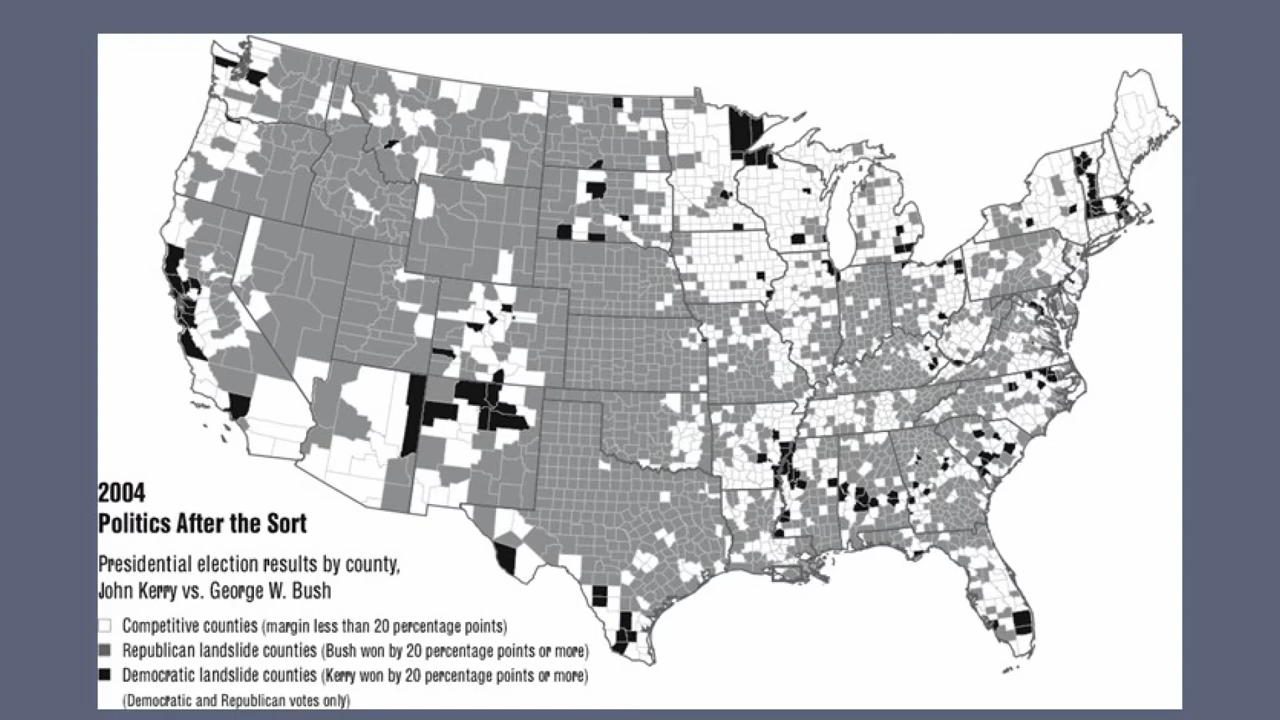 2004
Politics After the Sort
Presidential election results by county,
John Kerry vs. George W. Bush
Competitive counties (margin less than 20 percentage points)
Republican landslide counties (Bush won by 20 percentage points or more)
Democratic landslide counties (Kerry won by 20 percentage points or more)
(Democratic and Republican votes only)